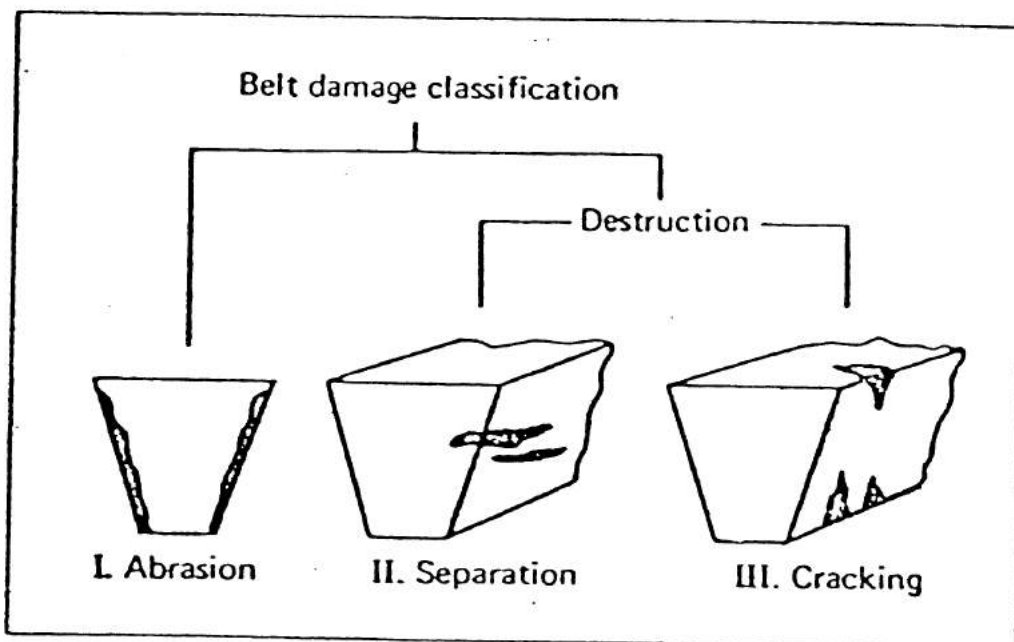 Belt damage classification
Destruction
I. Abrasion
II. Separation
III. Cracking